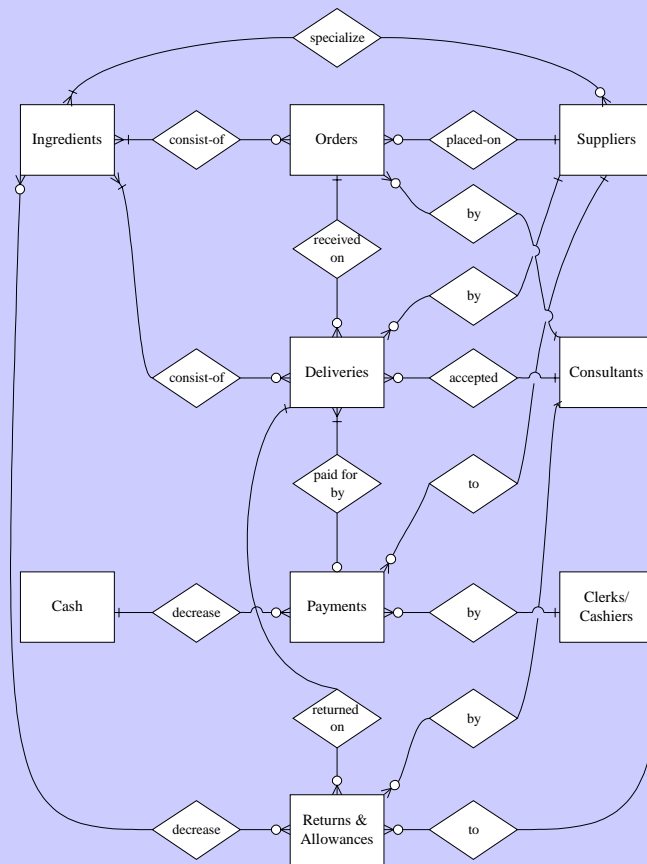 specialize
Ingredients
consist-of
Orders
placed-on
Suppliers
by
received
on
by
consist-of
Deliveries
accepted
Consultants
paid for
by
to
Cash
decrease
Payments
by
Clerks/
Cashiers
returned
on
by
decrease
Returns &
Allowances
to